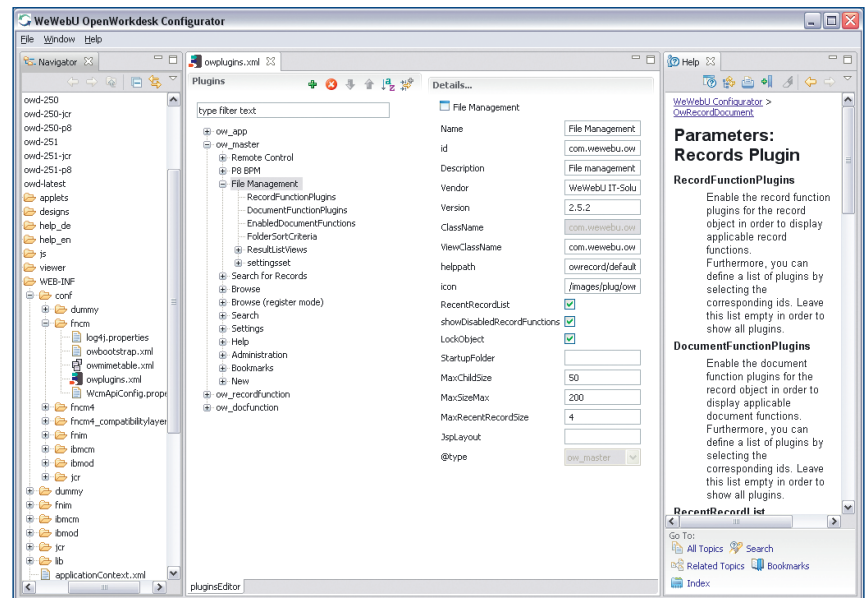 WeWebU OpenWorkdesk Configurator
File Window Help
Navigator
owd-250
owd-250-jcr
owd-250-p8
owd-251
owd-251-jcr
owd-251-p8
owd-latest
applets
designs
help_de
help_en
js
viewer
WEB-INF
conf
dummy
fncm
log4j.properties
owbootstrap.xml
owmimetable.xml
owplugins.xml
WcmApiConfig.prope
fncm4
fncm4_compatibilitylayer
fnim
ibmcm
ibmod
jcr
dummy
fnim
ibmcm
ibmod
jcr
lib
applicationContext.xml
owplugins.xml
Plugins
type filter text
ow_app
ow_master
Remote Control
P8 BPM
File Management
RecordFunctionPlugins
DocumentFunctionPlugins
EnabledDocumentFunctions
FolderSortCriteria
ResultListViews
settingsset
Search for Records
Browse
Browse (register mode)
Search
Settings
Help
Administration
Bookmarks
New
ow_recordfunction
ow_docfunction
pluginsEditor
Details...
File Management
Name File Management
id com.wewebu.ow
Description File management
Vendor WeWebU IT-Solu
Version 2.5.2
ClassName com.wewebu.ow
ViewClassName com.wewebu.ow
helppath owrecord/default
icon /images/plug/owr
RecentRecordList
showDisabledRecordFunctions
LockObject
StartupFolder
MaxChildSize 50
MaxSizeMax 200
MaxRecentRecordSize 4
JspLayout
@type ow_master
Help
WeWebU Configurator >
OwRecordDocument
Parameters:
Records Plugin
RecordFunctionPlugins
Enable the record function
plugins for the record
object in order to display
applicable record
functions.
Furthermore, you can
define a list of plugins by
selecting the
corresponding ids. Leave
this list empty in order to
show all plugins.
DocumentFunctionPlugins
Enable the document
function plugins for the
record object in order to
display applicable
document functions.
Furthermore, you can
define a list of plugins by
selecting the
corresponding ids. Leave
this list empty in order to
show all plugins.
RecentRecordList
Go To:
All Topics Search
Related Topics Bookmarks
Index